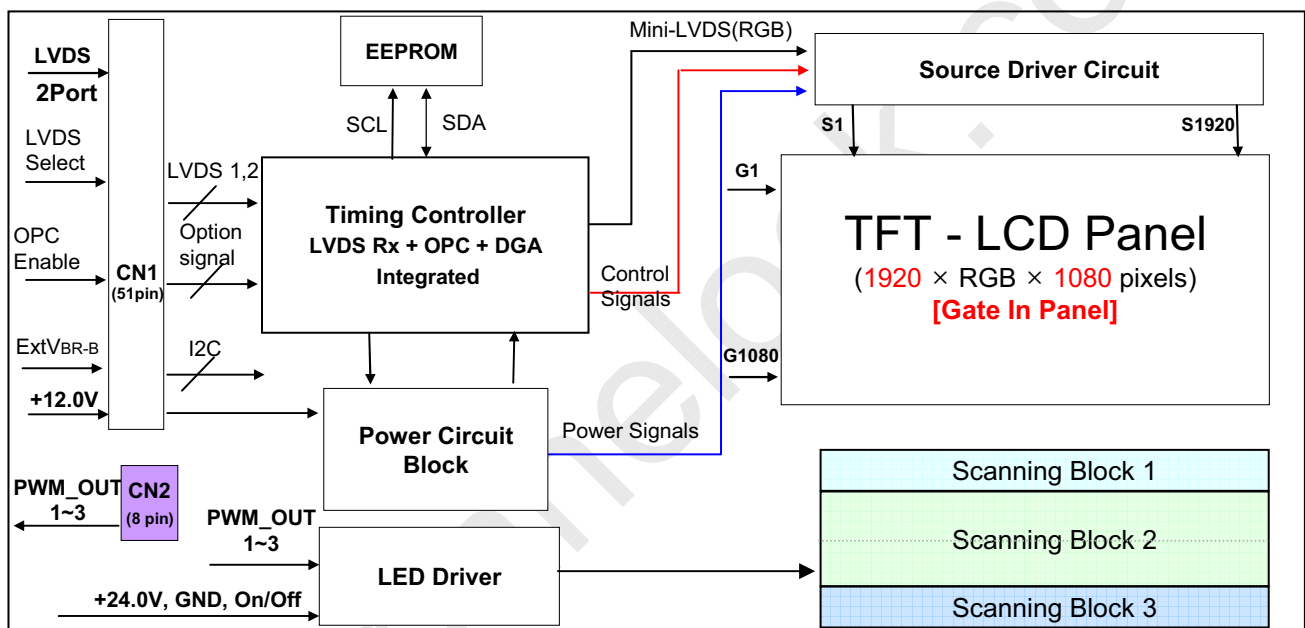 LVDS
2Port
LVDS
Select
OPC
Enable
ExtVBR-B
+12.0V
CN1
(51pin)
LVDS 1,2
Option
signal
I2C
EEPROM
SCL
SDA
Timing Controller
LVDS Rx + OPC + DGA
Integrated
Power Circuit
Block
Mini-LVDS(RGB)
Control
Signals
Power Signals
Source Driver Circuit
S1
S1920
G1
G1080
TFT - LCD Panel
(1920 × RGB × 1080 pixels)
[Gate In Panel]
PWM_OUT
1~3
CN2
(8 pin)
PWM_OUT
1~3
+24.0V, GND, On/Off
LED Driver
Scanning Block 1
Scanning Block 2
Scanning Block 3